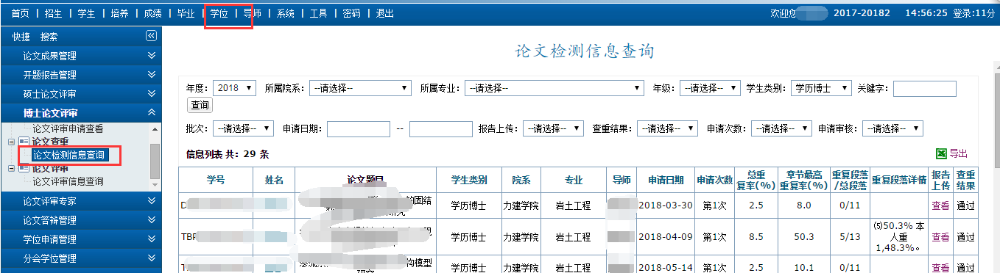 首页 | 招生 | 学生 | 培养 | 成绩 | 毕业 | 学位 | 导师 | 系统 | 工具 | 密码 | 退出
欢迎您 2017-20182 14:56:25 登录:11分
快捷 搜索
论文成果管理
开题报告管理
硕士论文评审
博士论文评审
论文评审申请查看
论文查重
论文检测信息查询
论文评审
论文评审信息查询
论文评审专家
论文答辩管理
学位申请管理
分会学位管理
论文检测信息查询
年度: 2018 所属院系: --请选择-- 所属专业: --请选择-- 年级: --请选择-- 学生类别: 学历博士 关键字:
查询
批次: --请选择-- 申请日期: -- 报告上传: --请选择-- 查重结果: --请选择-- 申请次数: --请选择-- 申请审核: --请选择--
信息列表 共: 29 条
导出
学号 姓名 论文题目 学生类别 院系 专业 导师 申请日期 申请次数 总重复率(%) 章节最高重复率(%) 重复段落/总段落 重复段落详情 报告上传 查重结果
的固结 学历博士 力建学院 岩土工程 2018-03-30 第1次 2.5 8.0 0/11 查看 通过
学历博士 力建学院 岩土工程 2018-04-09 第1次 8.5 50.3 5/13 (5)50.3% 本人重1,48.3%。 查看 通过
构模型 学历博士 力建学院 岩土工程 2018-05-14 第1次 2.5 10.1 0/11 查看 通过